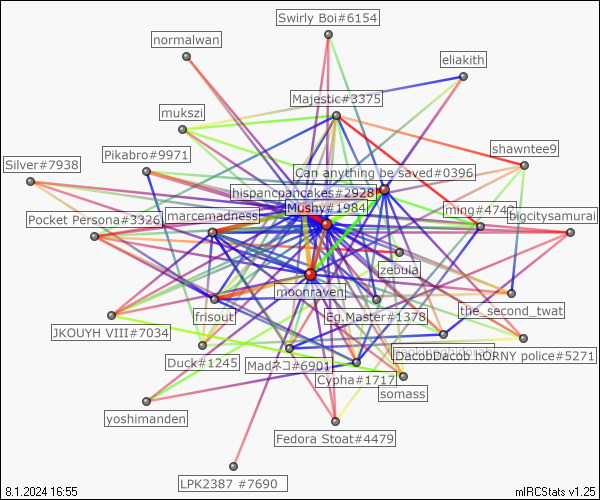 Swirly Boi#6154
normalwan
eliakith
Majestic#3375
mukszi
shawntee9
Pikabro#9971
Silver#7938
Can anything be saved#0396
hispancpancakes#2928
Mushy#1984
ming#4747
marcemadness
bigcitysamurai
Pocket Persona#3326
zebula
moonraven
the_second_twat
frisout
Eg.Master#1378
JKOUYH VIII#7034
DacobDacob hORNY police#5271
Duck#1245
Madネコ#6901
Cypha#1717
somass
yoshimanden
Fedora Stoat#4479
LPK2387 #7690
8.1.2024 16:55
mIRCStats v1.25